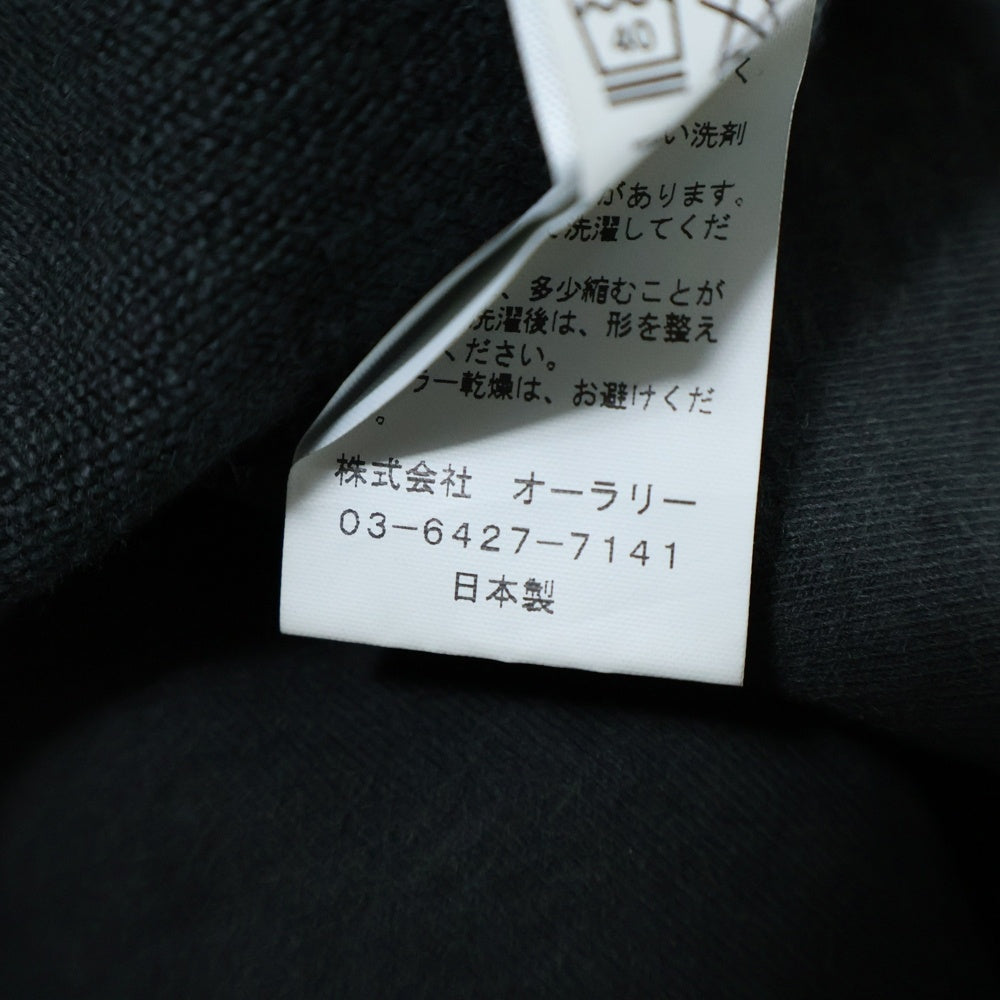 40
く
い洗剤
があります。
洗濯してくだ
、多少縮むことが
洗濯後は、形を整え
ください。
ラー乾燥は、お避けくだ
。
株式会社　オーラリー
03-6427-7141
日本製